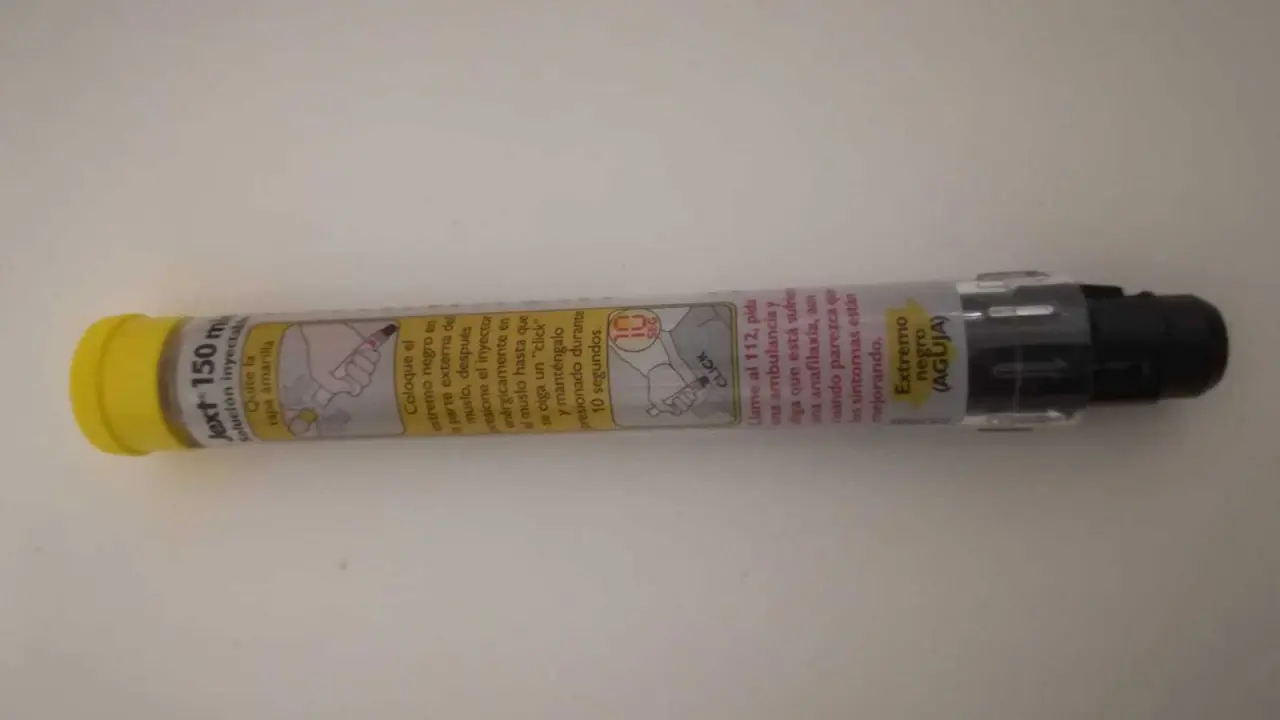 Jext® 150
solución inyectable
Quite la
tapa amarilla
Coloque el
extremo negro en
la parte externa del
muslo, después
presione el inyector
enérgicamente en
el muslo hasta que
se oiga un "click"
y manténgalo
presionado durante
10 segundos.
10
SEG
CLICK
Llame al 112, pida
una ambulancia y
diga que está sufriendo
una anafilaxia, aun
cuando parezca que
los síntomas están
mejorando.
Extremo
negro
(AGUJA)